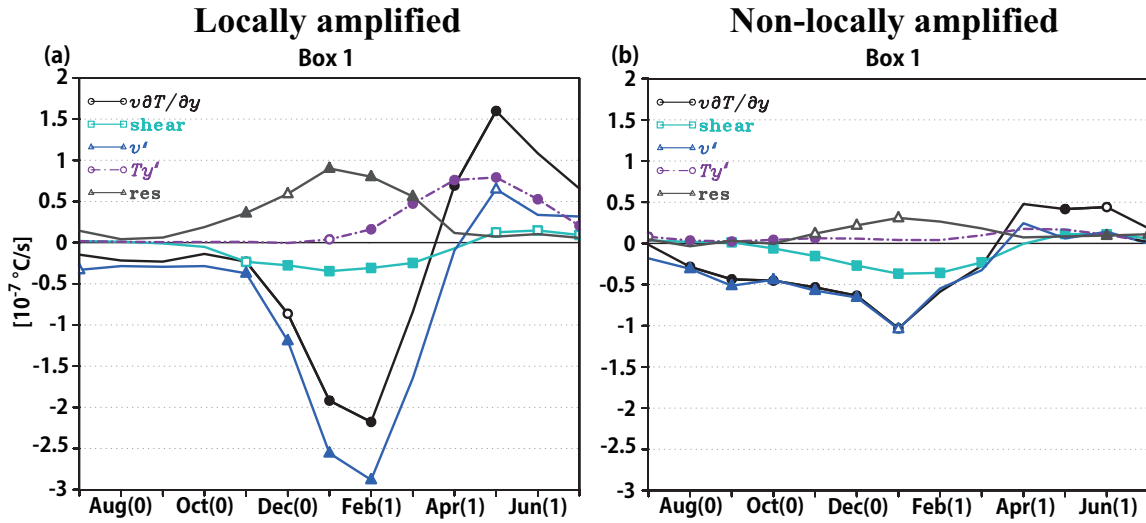 Locally amplified
Non-locally amplified
(a)
Box 1
(b)
Box 1
[10⁻⁷ °C/s]
2
1.5
1
0.5
0
-0.5
-1
-1.5
-2
-2.5
-3
v∂T/∂y
shear
v'
Ty'
res
Aug(0) Oct(0) Dec(0) Feb(1) Apr(1) Jun(1)
2
1.5
1
0.5
0
-0.5
-1
-1.5
-2
-2.5
-3
v∂T/∂y
shear
v'
Ty'
res
Aug(0) Oct(0) Dec(0) Feb(1) Apr(1) Jun(1)